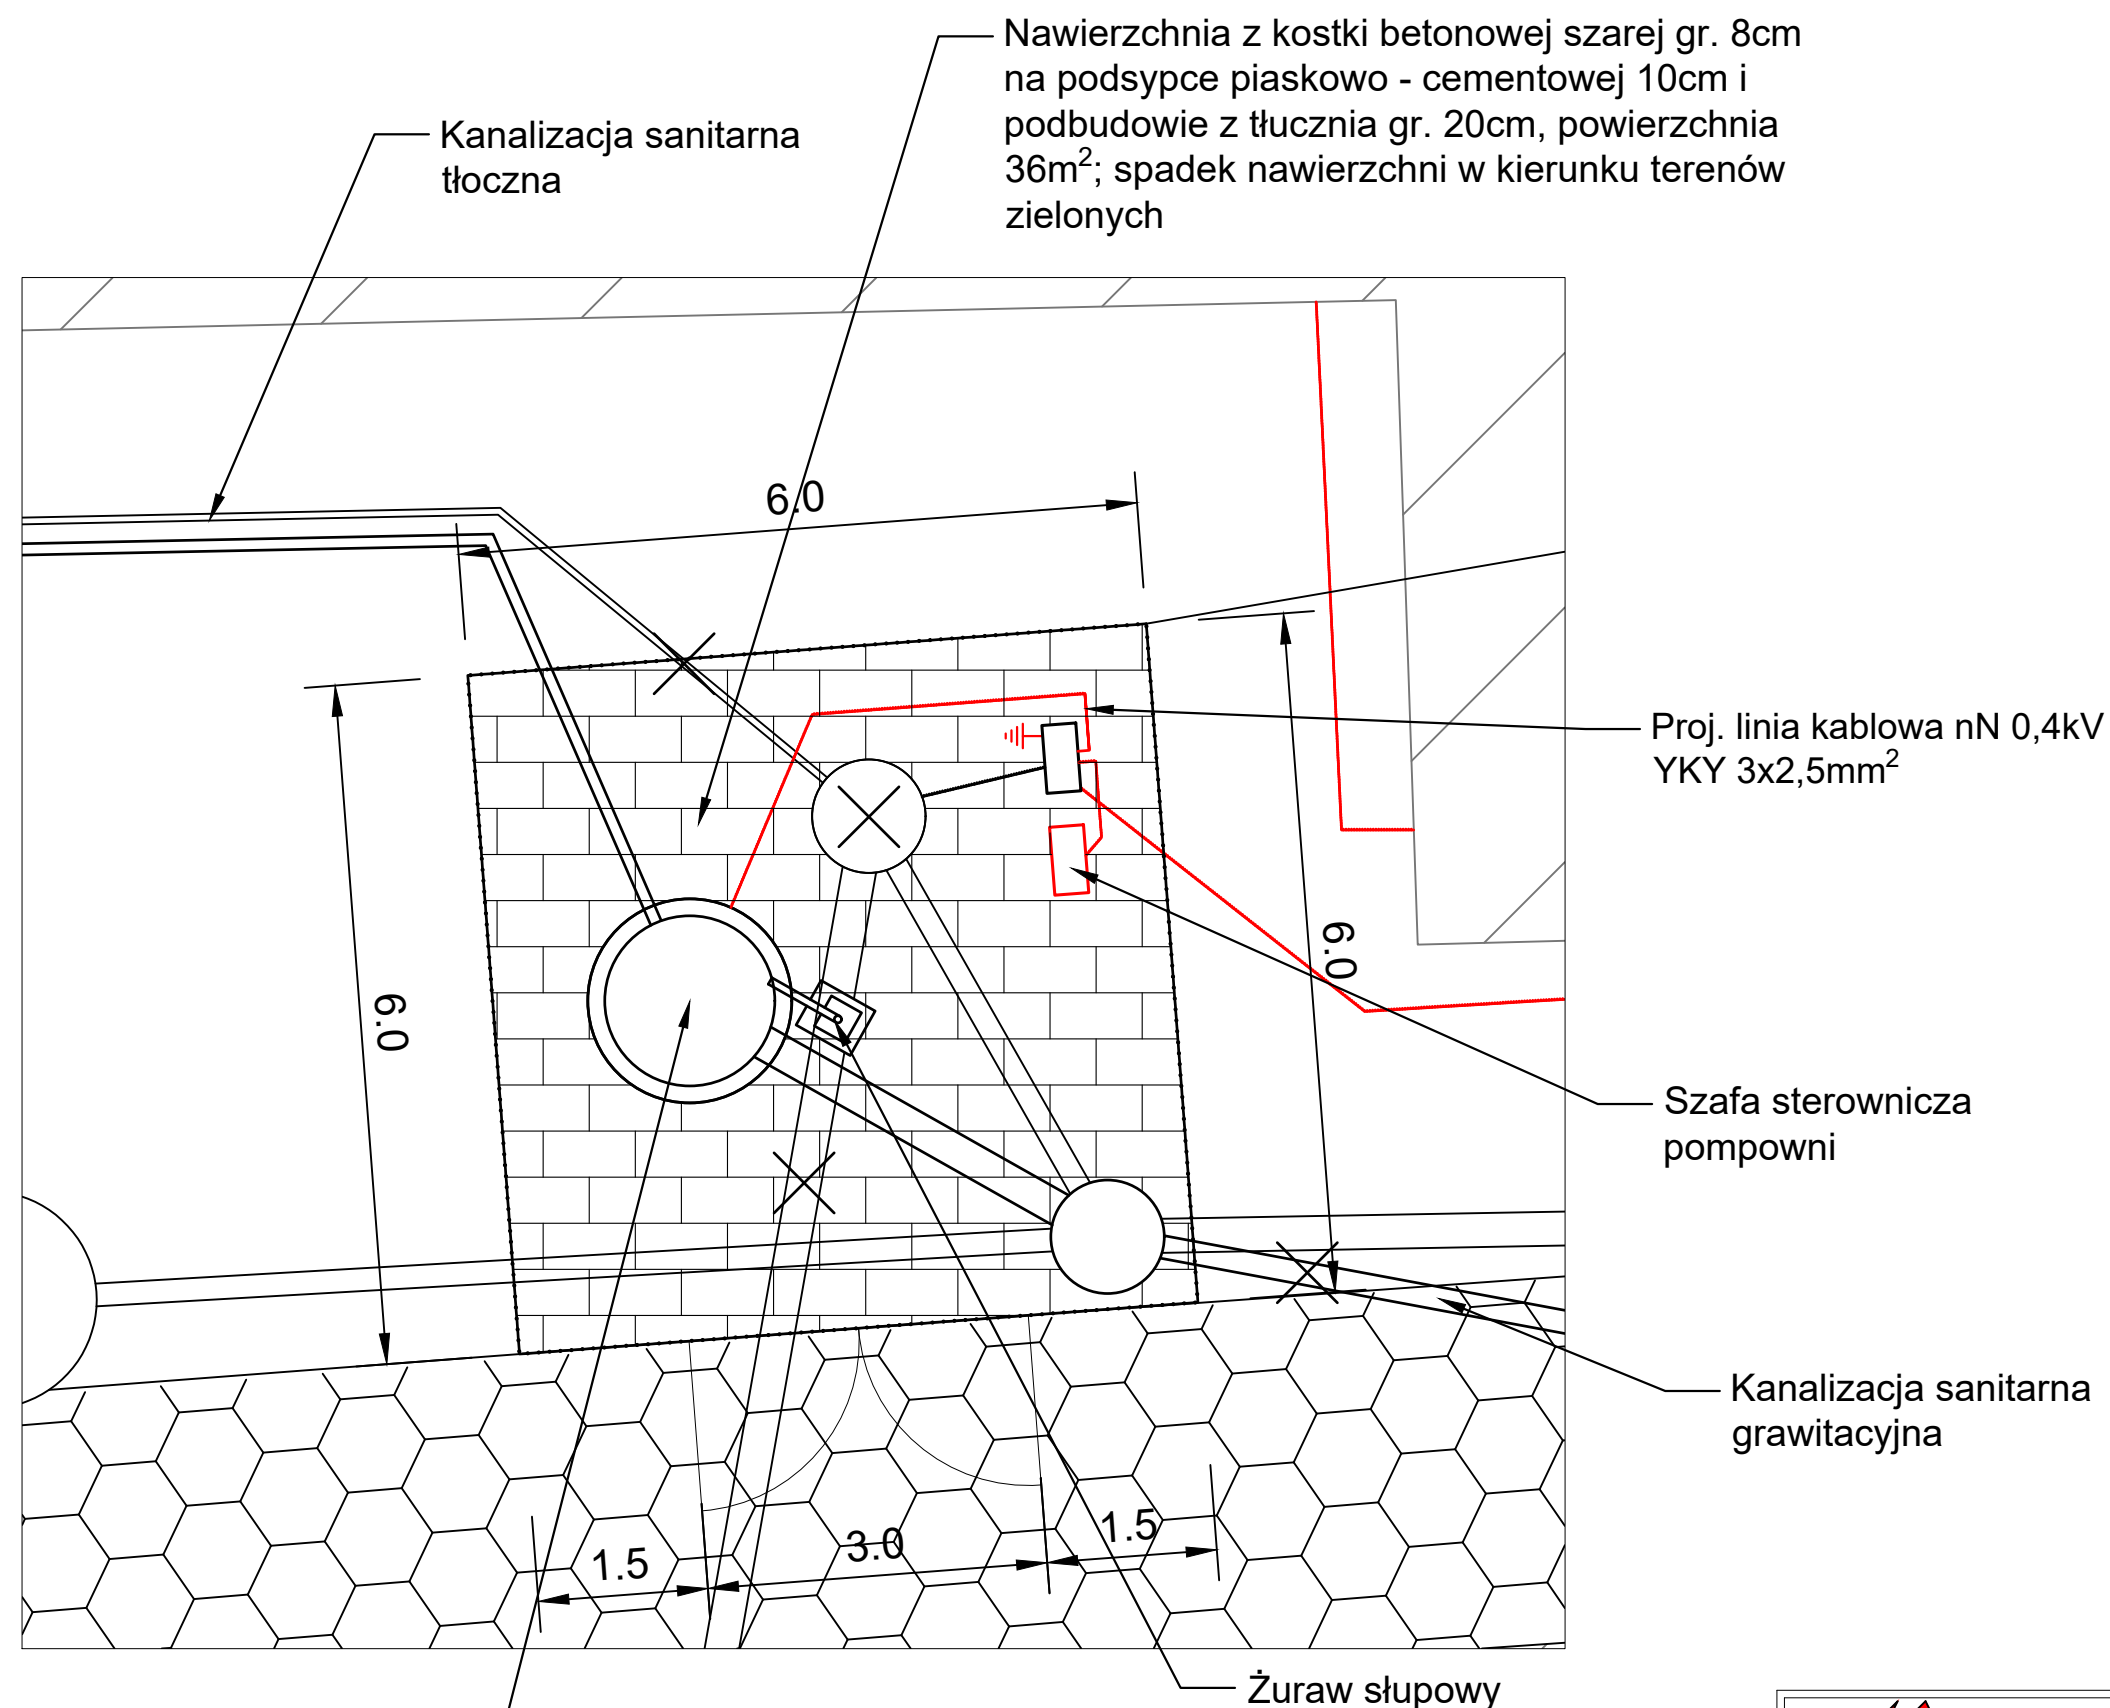 Nawierzchnia z kostki betonowej szarej gr. 8cm
na podsypce piaskowo - cementowej 10cm i
podbudowie z tłucznia gr. 20cm, powierzchnia
36m²; spadek nawierzchni w kierunku terenów
zielonych
Kanalizacja sanitarna
tłoczna
6.0
Proj. linia kablowa nN 0,4kV
YKY 3x2,5mm²
6.0
6.0
Szafa sterownicza
pompowni
Kanalizacja sanitarna
grawitacyjna
1.5
3.0
1.5
Żuraw słupowy